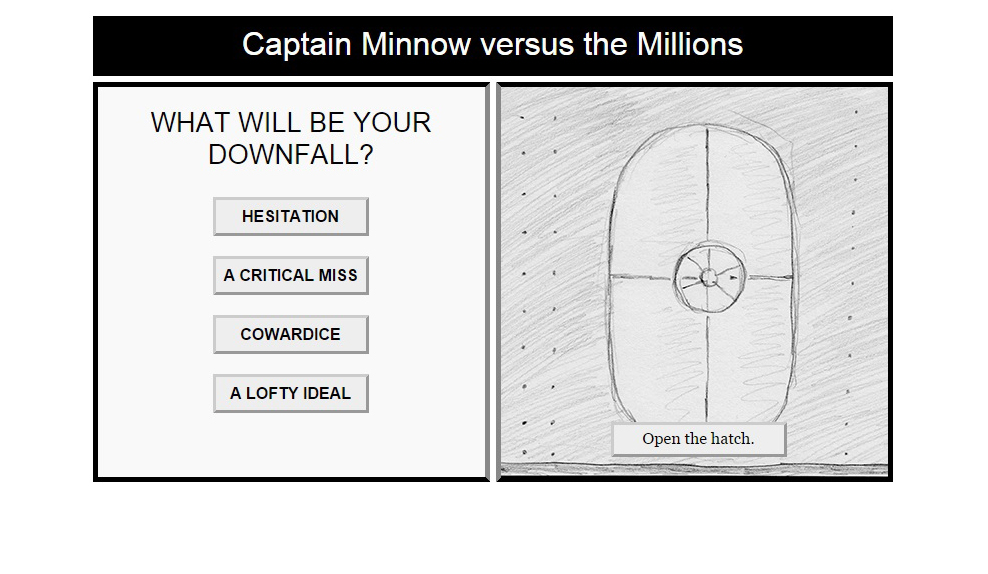 Captain Minnow versus the Millions
WHAT WILL BE YOUR
DOWNFALL?
HESITATION
A CRITICAL MISS
COWARDICE
A LOFTY IDEAL
Open the hatch.